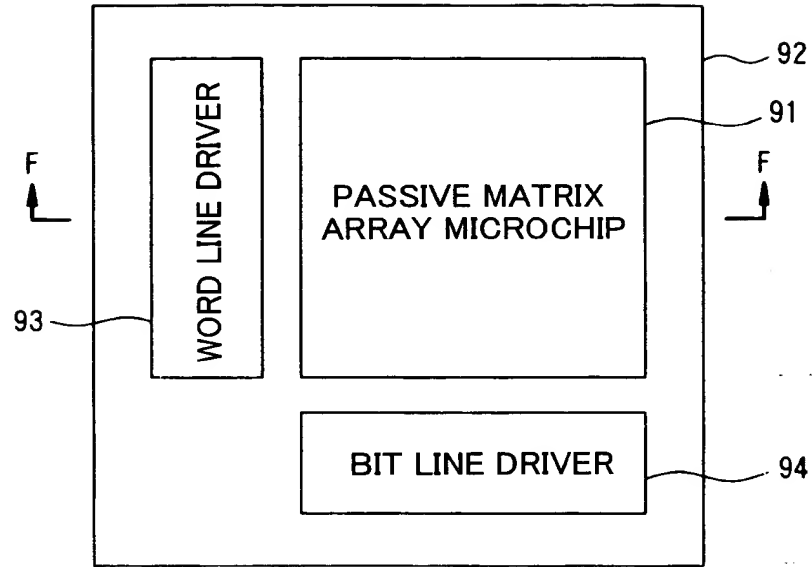 92
91
F
F
WORD LINE DRIVER
PASSIVE MATRIX
ARRAY MICROCHIP
93
BIT LINE DRIVER
94